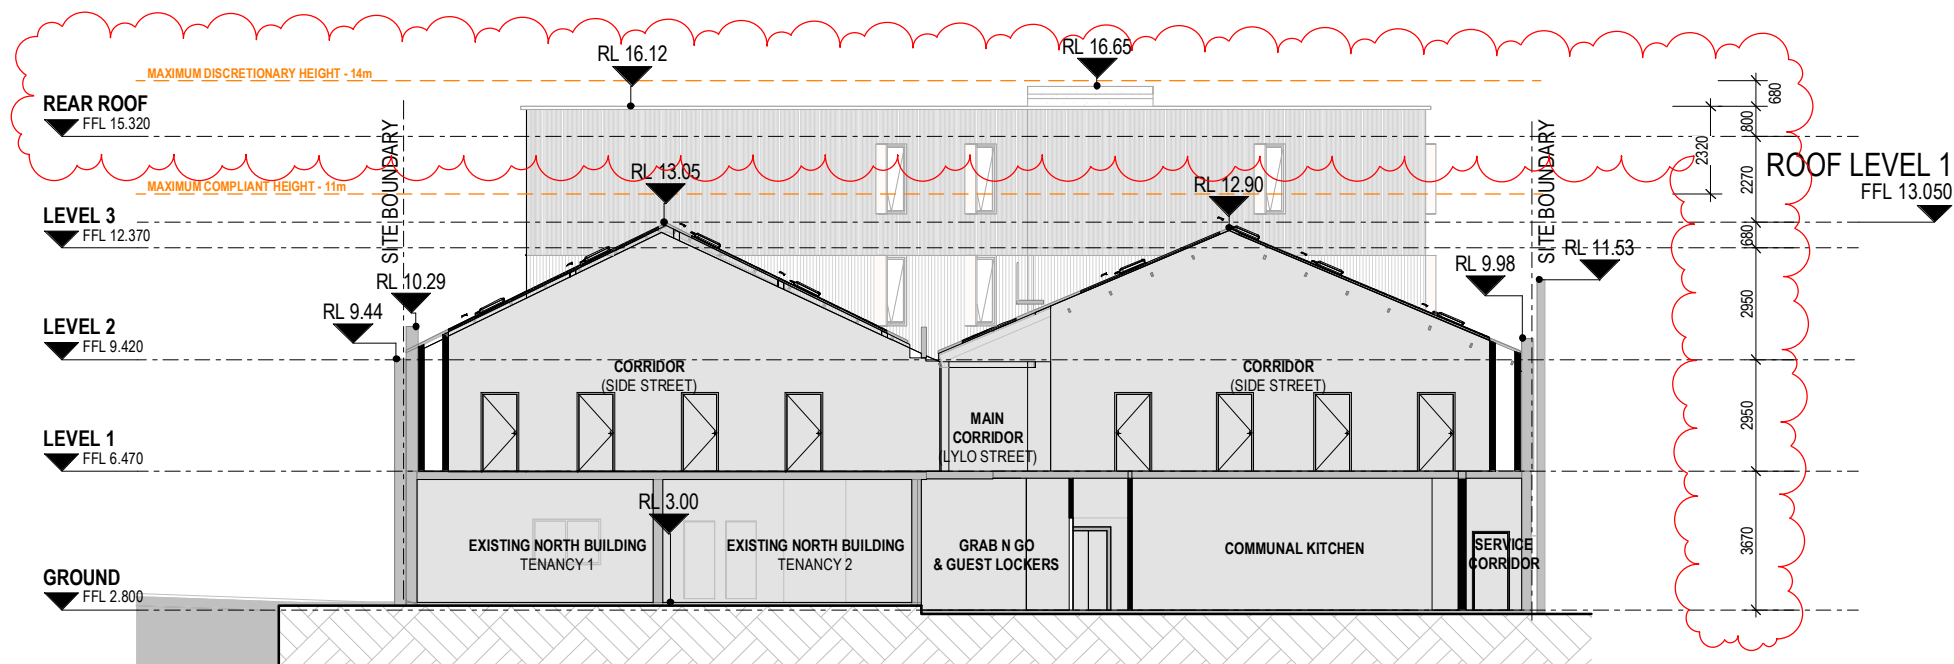 RL 16.12
RL 16.65
MAXIMUM DISCRETIONARY HEIGHT - 14m
REAR ROOF
FFL 15.320
SITE BOUNDARY
SITE BOUNDARY
680
800
2320
2270
ROOF LEVEL 1
FFL 13.050
MAXIMUM COMPLIANT HEIGHT - 11m
RL 13.05
RL 12.90
LEVEL 3
FFL 12.370
680
RL 10.29
RL 9.98
RL 11.53
RL 9.44
LEVEL 2
FFL 9.420
2950
CORRIDOR
(SIDE STREET)
CORRIDOR
(SIDE STREET)
MAIN
CORRIDOR
(LYLO STREET)
2950
LEVEL 1
FFL 6.470
RL 3.00
EXISTING NORTH BUILDING
TENANCY 1
EXISTING NORTH BUILDING
TENANCY 2
GRAB N GO
& GUEST LOCKERS
COMMUNAL KITCHEN
SERVICE
CORRIDOR
3670
GROUND
FFL 2.800